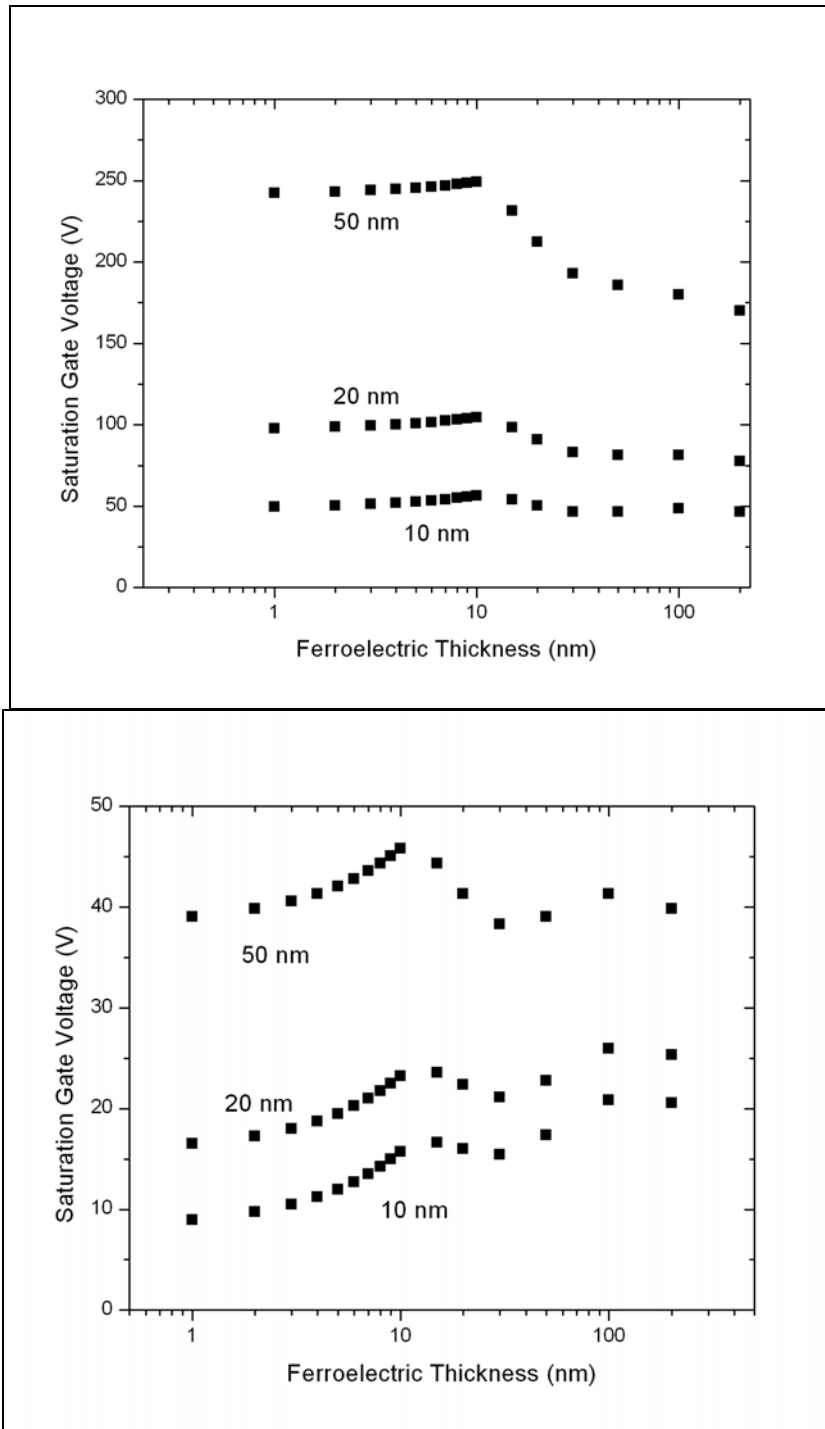 300
250
200
150
100
50
0
Saturation Gate Voltage (V)
50 nm
20 nm
10 nm
1
10
100
Ferroelectric Thickness (nm)
50
40
30
20
10
0
Saturation Gate Voltage (V)
50 nm
20 nm
10 nm
1
10
100
Ferroelectric Thickness (nm)